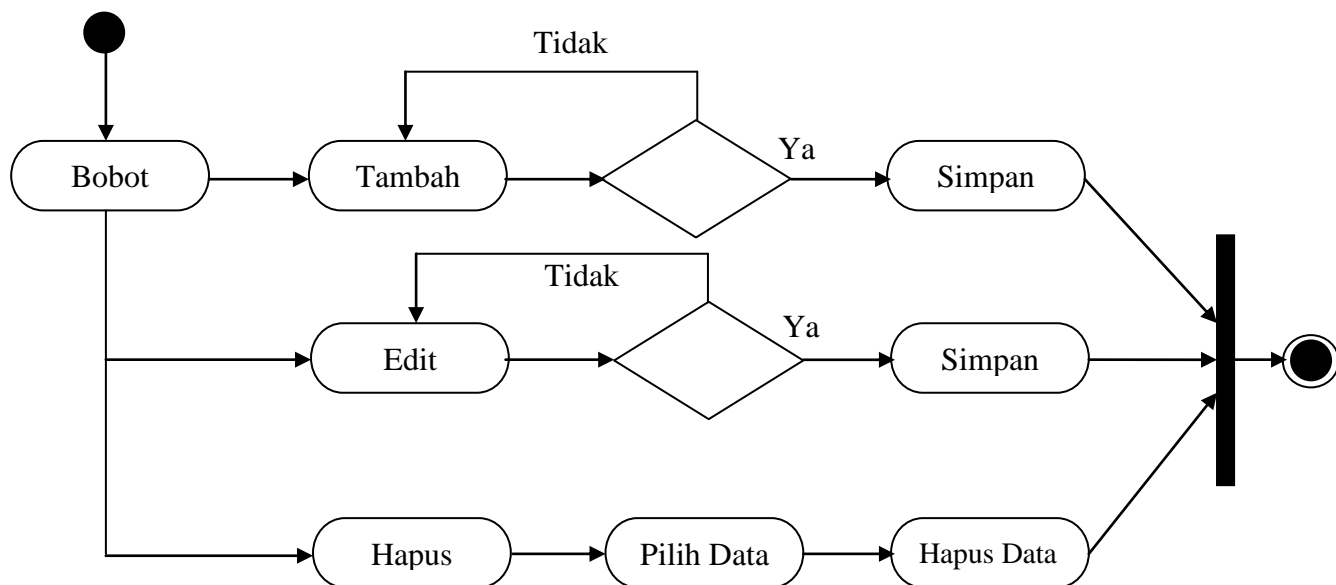 Tidak
Bobot
Tambah
Ya
Simpan
Tidak
Edit
Ya
Simpan
Hapus
Pilih Data
Hapus Data